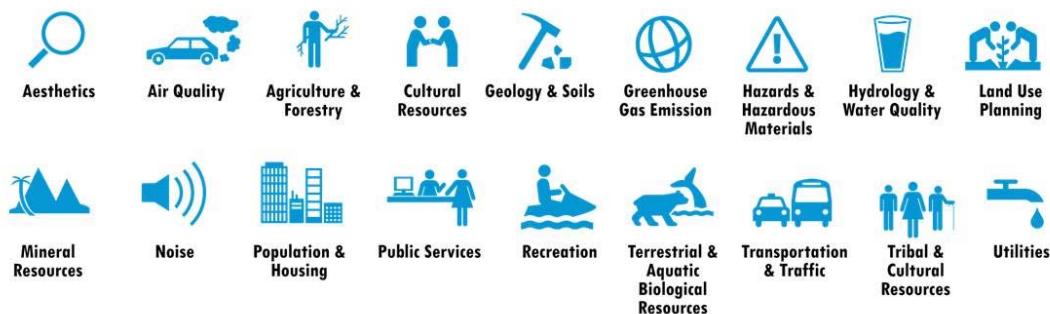 Aesthetics
Air Quality
Agriculture &
Forestry
Cultural
Resources
Geology & Soils
Greenhouse
Gas Emission
Hazards &
Hazardous
Materials
Hydrology &
Water Quality
Land Use
Planning
Mineral
Resources
Noise
Population &
Housing
Public Services
Recreation
Terrestrial &
Aquatic
Biological
Resources
Transportation
& Traffic
Tribal &
Cultural
Resources
Utilities